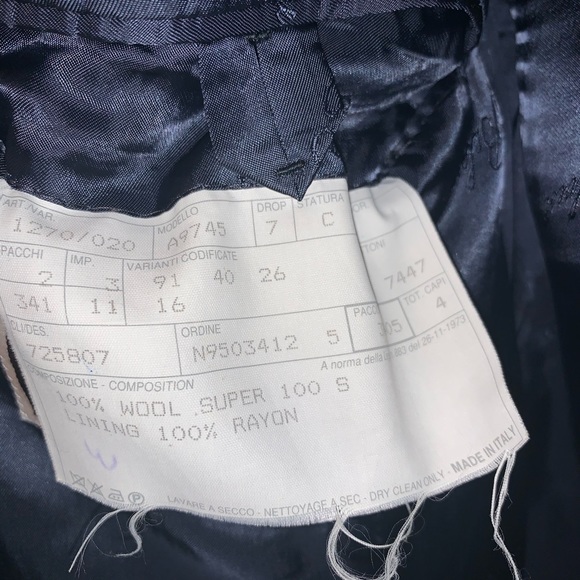 ART./VAR. MODELLO DROP STATURA
1270/020 A9745 7 C
PACCHI IMP. VARIANTI CODIFICATE
2 3 91 40 26 7447
341 11 16 TOT. CAPI
ORDINE
725807 N9503412 5 4
A norma della 883 del 26-11-1973
COMPOSIZIONE - COMPOSITION
100% WOOL SUPER 100 S
LINING 100% RAYON
LAVARE A SECCO - NETTOYAGE A SEC - DRY CLEAN ONLY - MADE IN ITALY